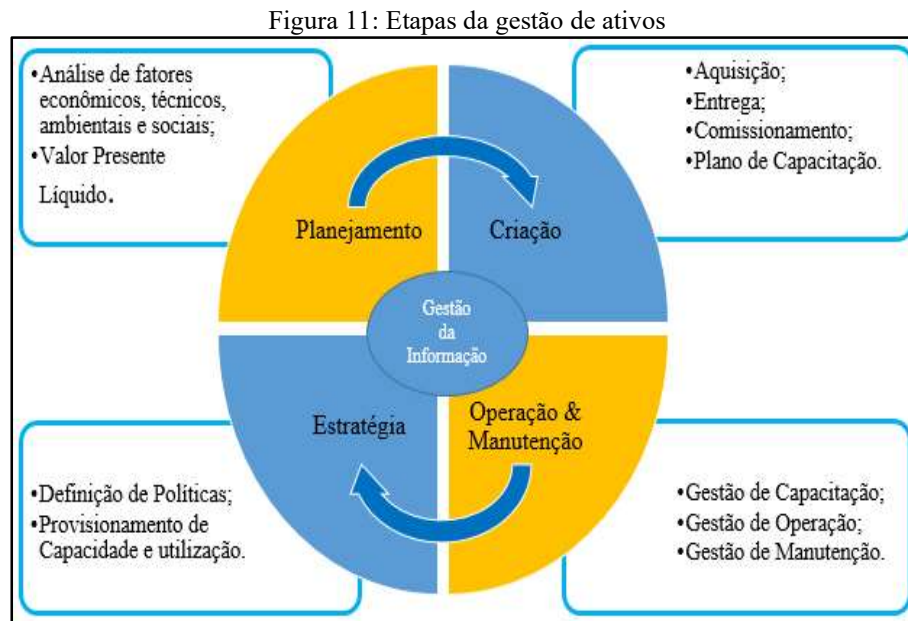 Figura 11: Etapas da gestão de ativos
•Análise de fatores
econômicos, técnicos,
ambientais e sociais;
•Valor Presente
Líquido.
•Aquisição;
•Entrega;
•Comissionamento;
•Plano de Capacitação.
Planejamento
Criação
Gestão
da
Informação
Estratégia
Operação &
Manutenção
•Definição de Políticas;
•Provisionamento de
Capacidade e utilização.
•Gestão de Capacitação;
•Gestão de Operação;
•Gestão de Manutenção.